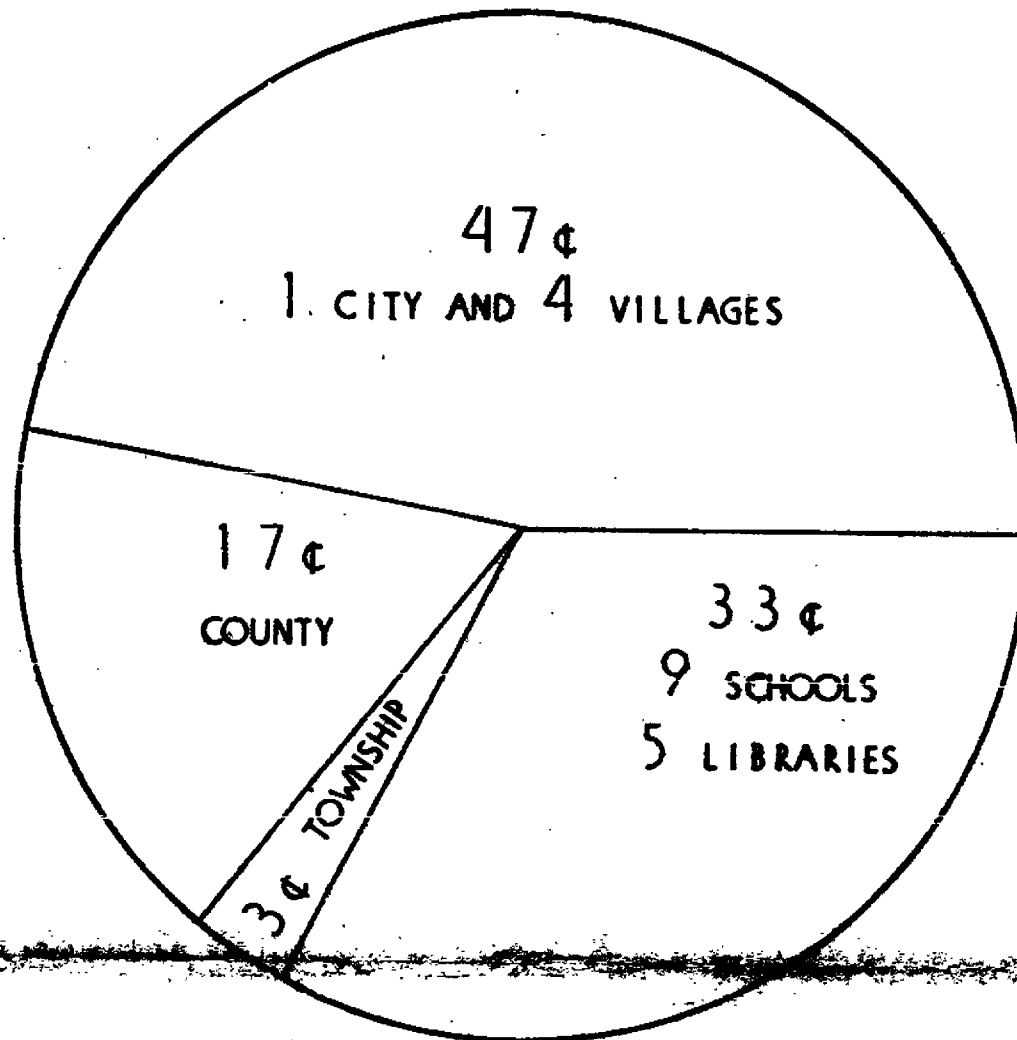 47¢
1. CITY AND 4 VILLAGES
17¢
COUNTY
33¢
9 SCHOOLS
5 LIBRARIES
3¢ TOWNSHIP